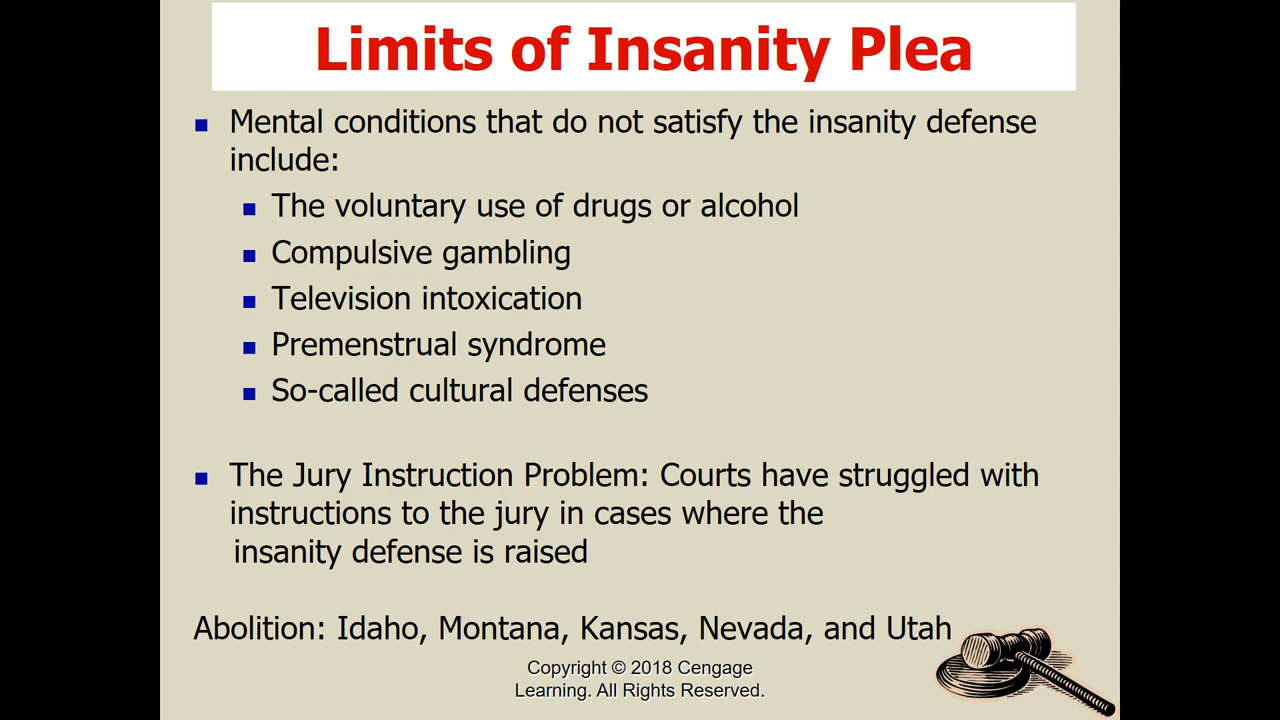 Limits of Insanity Plea
Mental conditions that do not satisfy the insanity defense
include:
The voluntary use of drugs or alcohol
Compulsive gambling
Television intoxication
Premenstrual syndrome
So-called cultural defenses
The Jury Instruction Problem: Courts have struggled with
instructions to the jury in cases where the
insanity defense is raised
Abolition: Idaho, Montana, Kansas, Nevada, and Utah
Copyright © 2018 Cengage
Learning. All Rights Reserved.